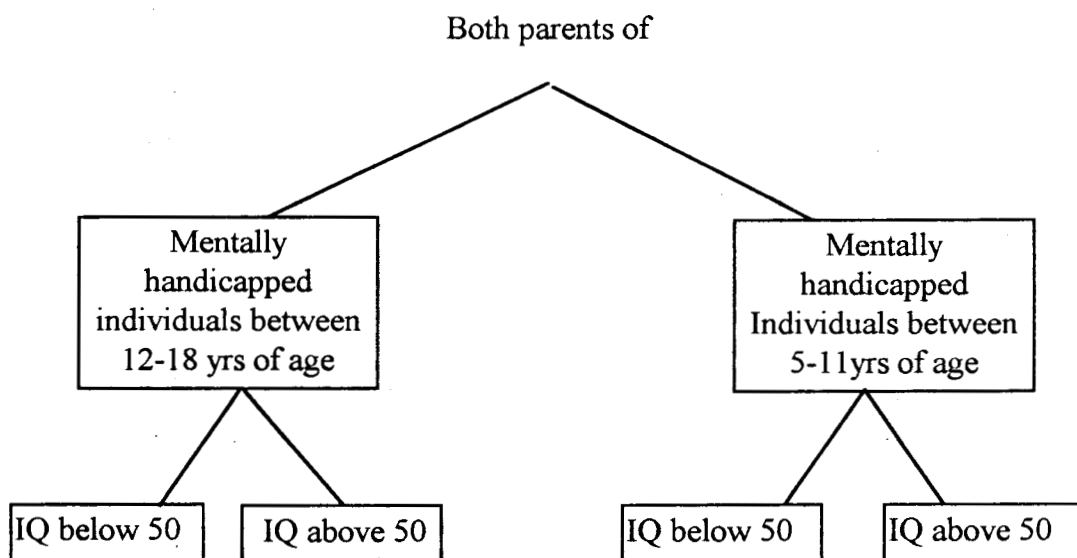 Both parents of
Mentally
handicapped
individuals between
12-18 yrs of age
Mentally
handicapped
Individuals between
5-11yrs of age
IQ below 50
IQ above 50
IQ below 50
IQ above 50